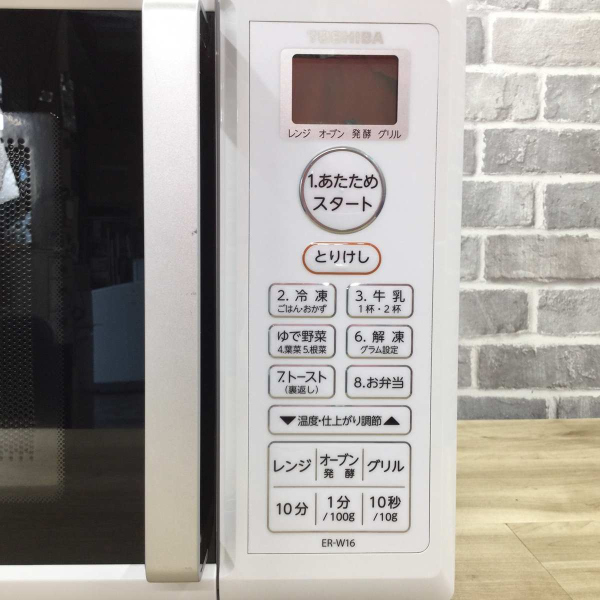 TOSHIBA
レンジ オーブン 発酵 グリル
1.あたため
スタート
とりけし
2. 冷凍
ごはん・おかず
3. 牛乳
1杯・2杯
ゆで野菜
4.葉菜 5.根菜
6. 解凍
グラム設定
7.トースト
(裏返し)
8.お弁当
▼ 温度・仕上がり調節 ▲
レンジ
オーブン
発酵
グリル
10分
1分
/100g
10秒
/10g
ER-W16